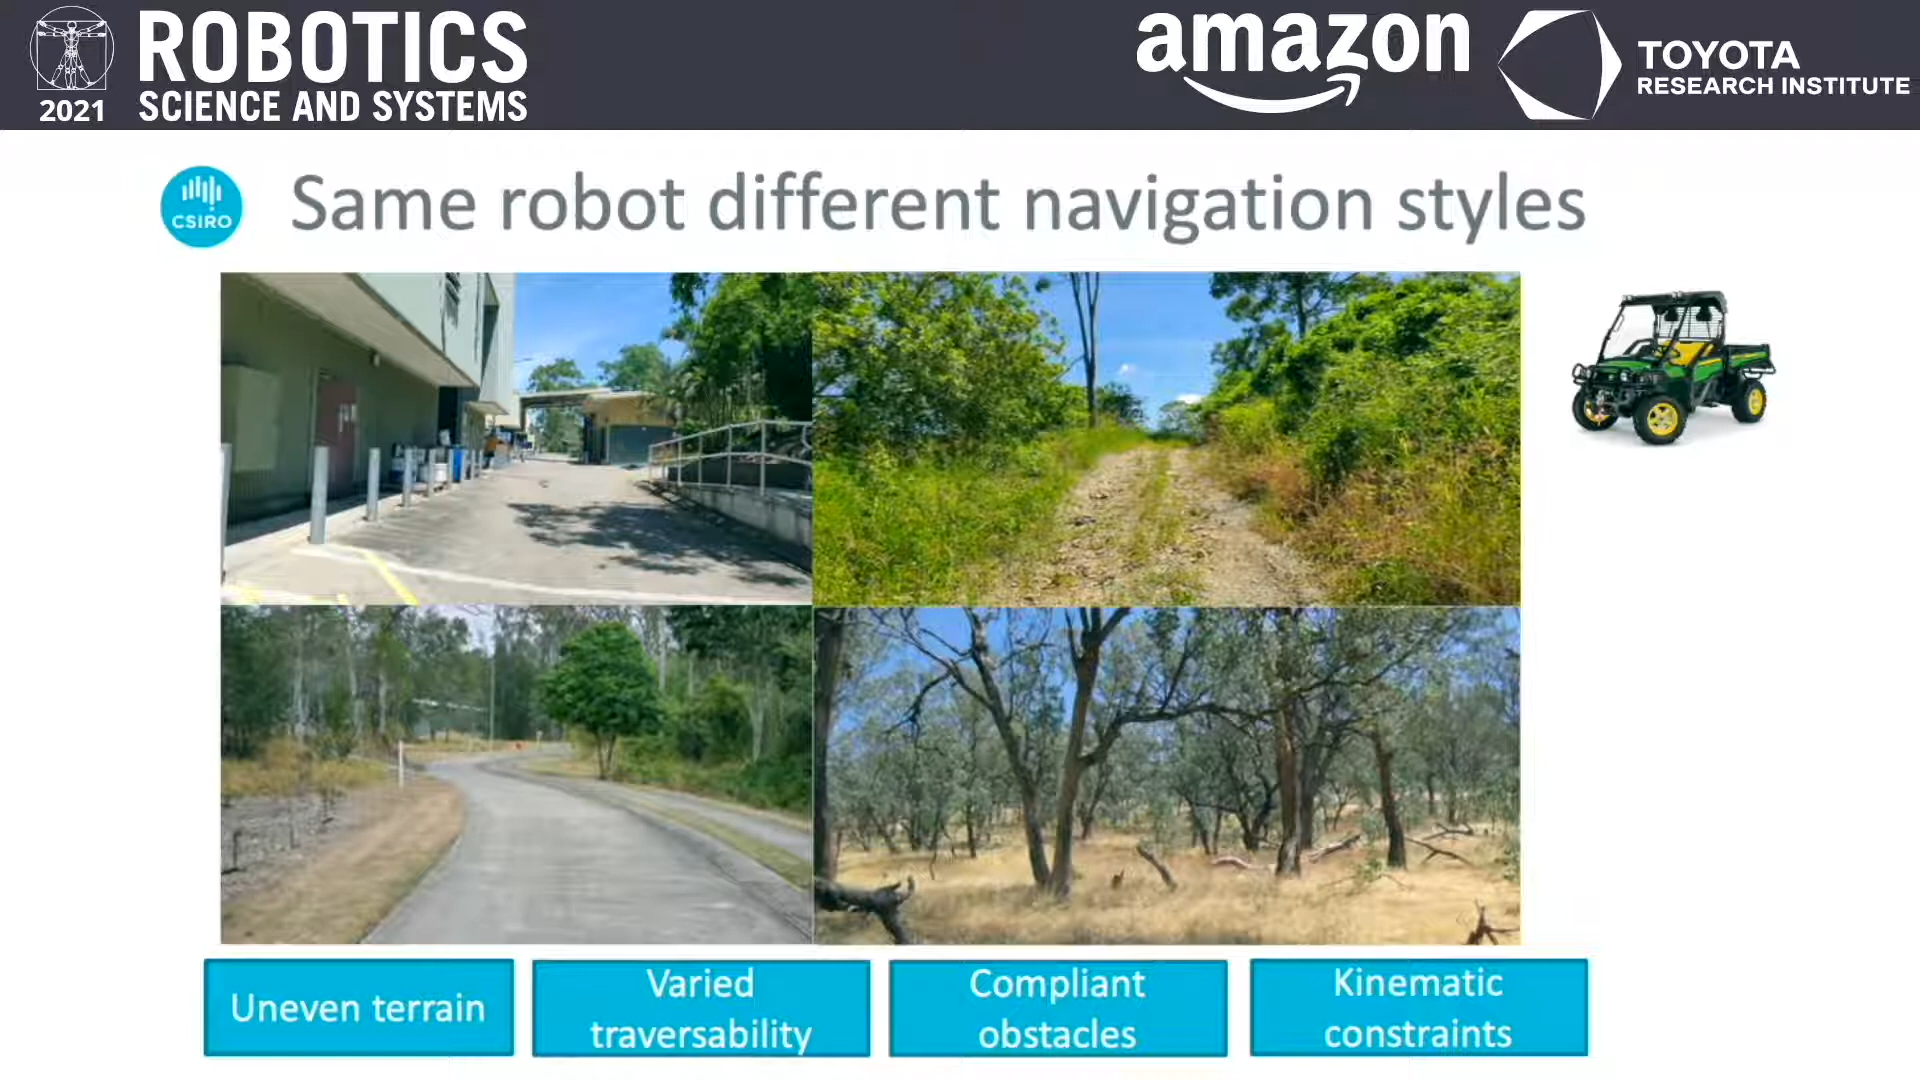 2021
ROBOTICS
SCIENCE AND SYSTEMS
amazon
TOYOTA
RESEARCH INSTITUTE
CSIRO
Same robot different navigation styles
Uneven terrain
Varied
traversability
Compliant
obstacles
Kinematic
constraints